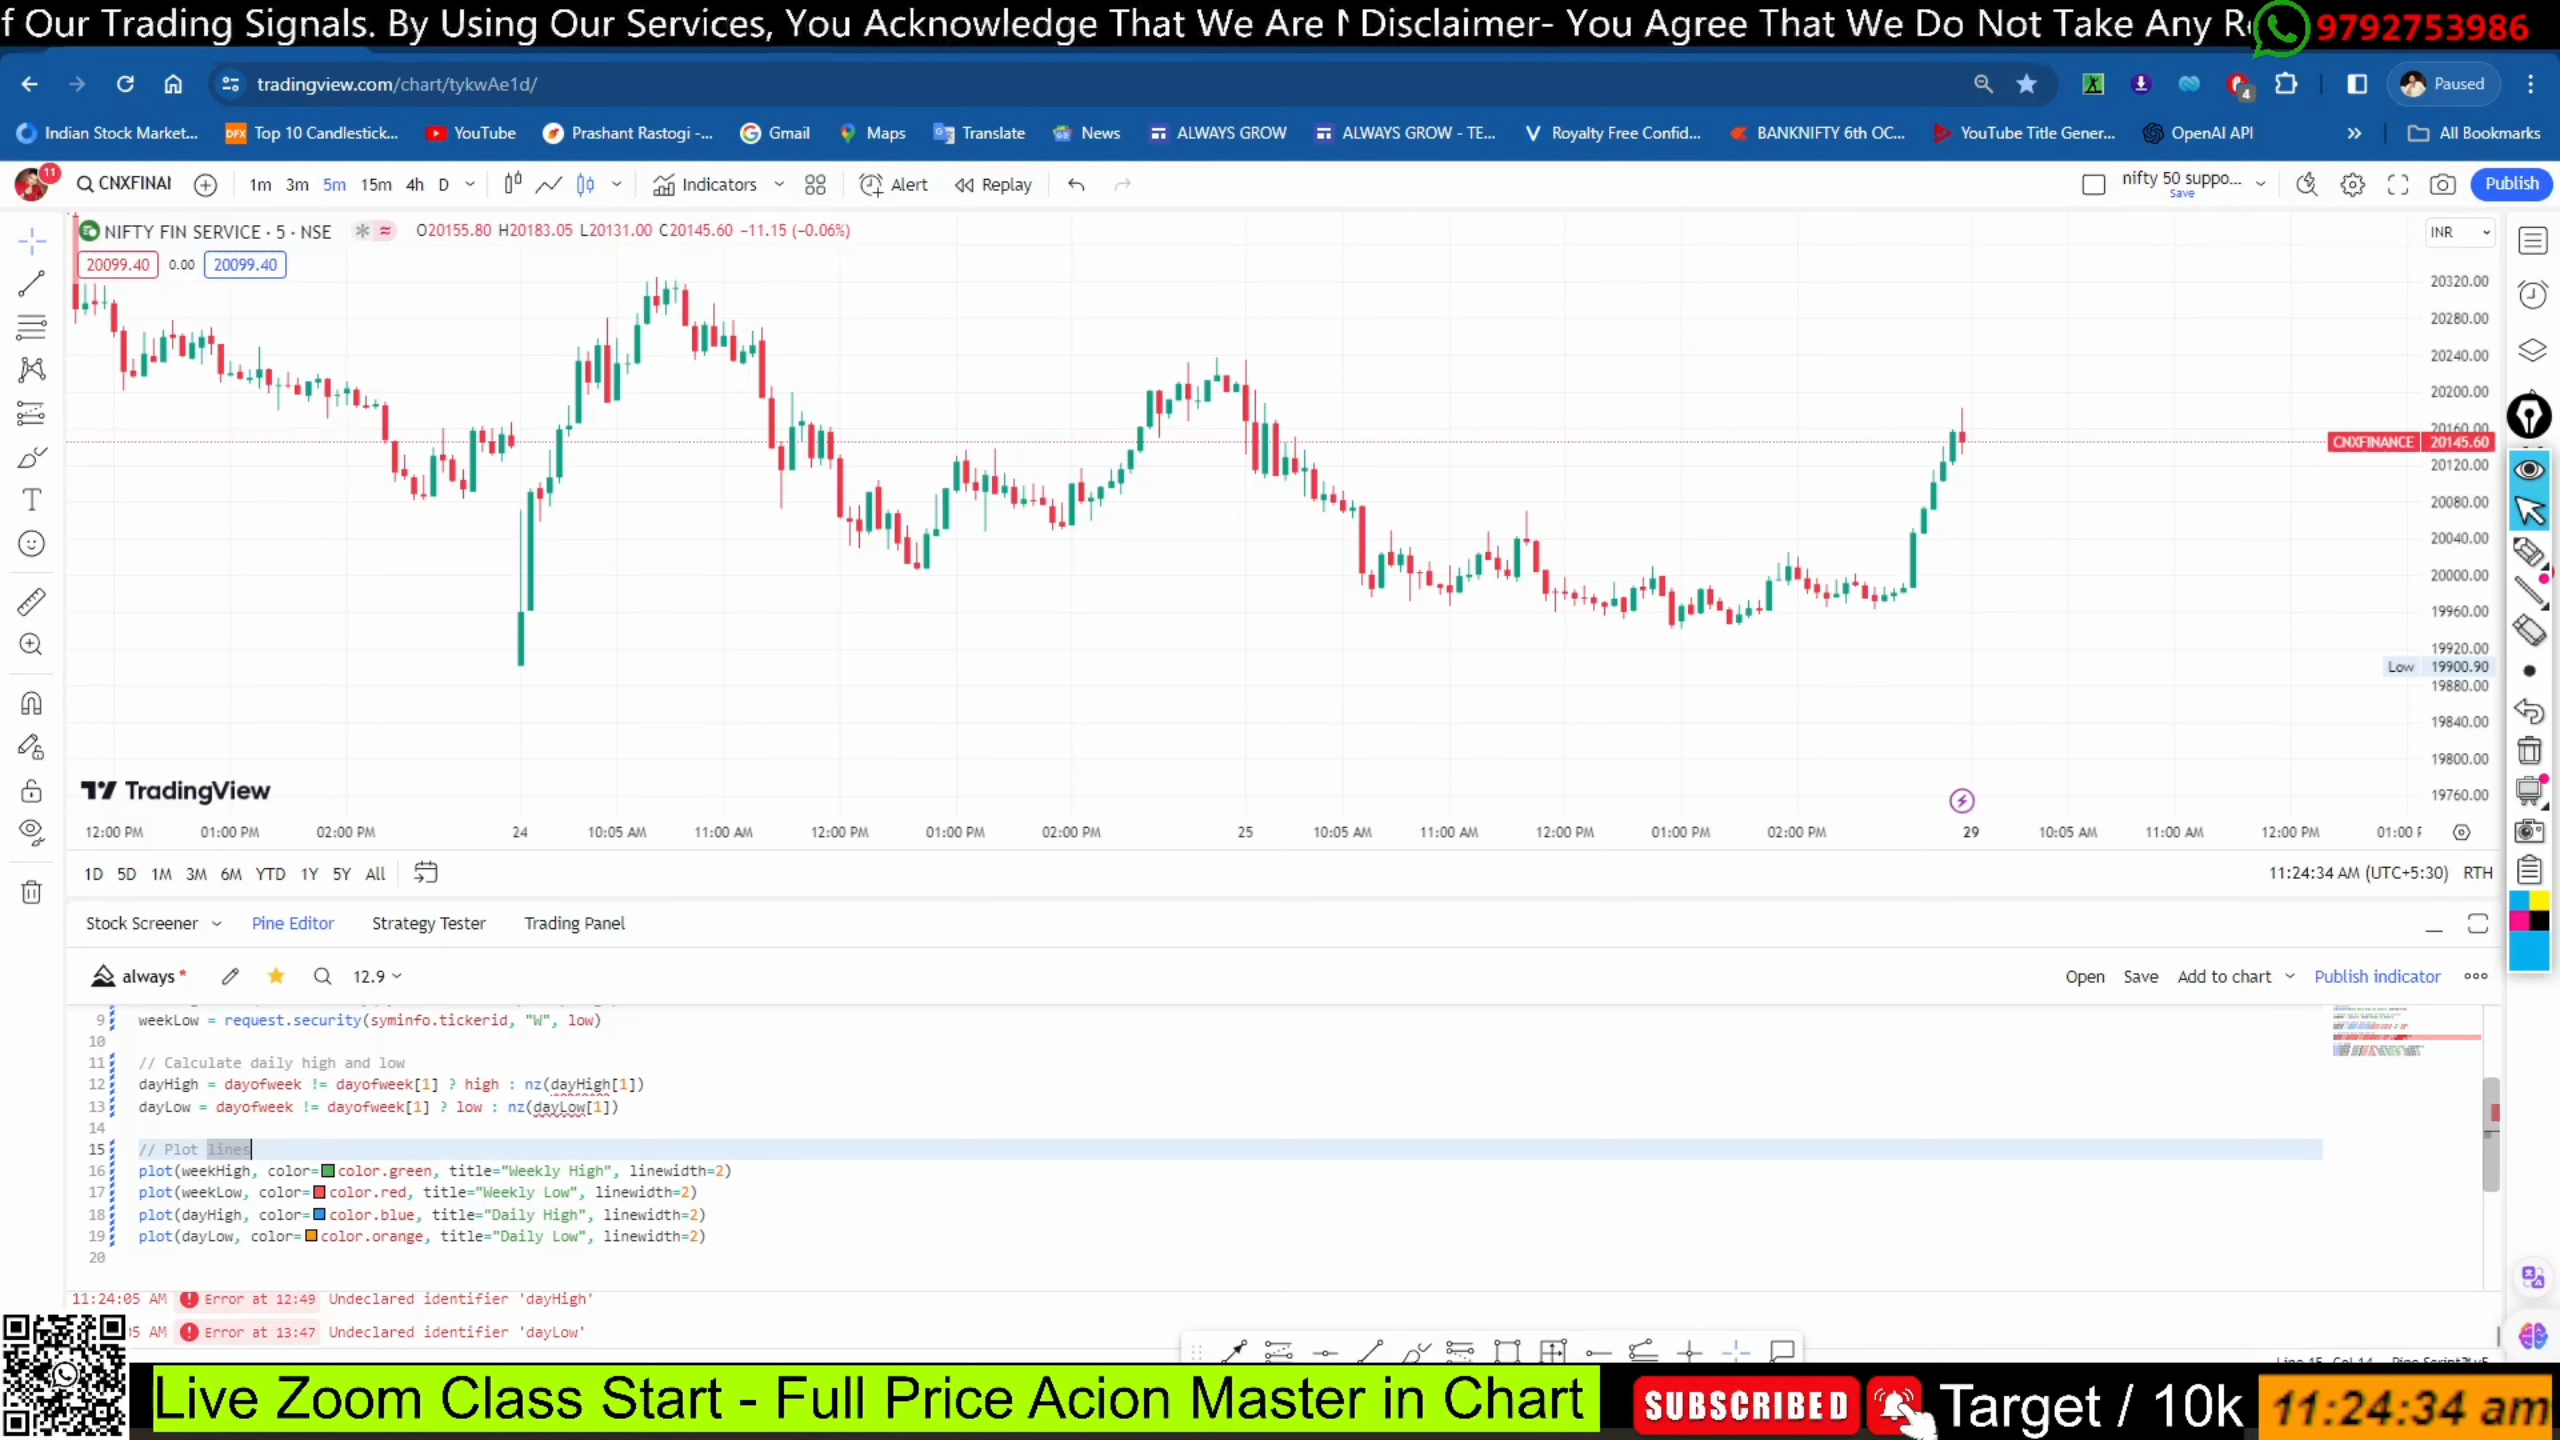 f Our Trading Signals. By Using Our Services, You Acknowledge That We Are N Disclaimer- You Agree That We Do Not Take Any R
9792753986
tradingview.com/chart/tykwAe1d/
4
Paused
Indian Stock Market...
DFX
Top 10 Candlestick...
YouTube
Prashant Rastogi -...
Gmail
Maps
Translate
News
ALWAYS GROW
ALWAYS GROW - TE...
Royalty Free Confid...
BANKNIFTY 6th OC...
YouTube Title Gener...
OpenAI API
All Bookmarks
11
CNXFINAI
1m 3m 5m 15m 4h D
Indicators
Alert
Replay
nifty 50 suppo...
Save
Publish
NIFTY FIN SERVICE · 5 · NSE
O20155.80 H20183.05 L20131.00 C20145.60 −11.15 (−0.06%)
20099.40 0.00 20099.40
INR
20320.00
20280.00
20240.00
20200.00
20160.00
CNXFINANCE 20145.60
20120.00
20080.00
20040.00
20000.00
19960.00
19920.00
Low 19900.90
19880.00
19840.00
19800.00
19760.00
TradingView
12:00 PM 01:00 PM 02:00 PM 24 10:05 AM 11:00 AM 12:00 PM 01:00 PM 02:00 PM 25 10:05 AM 11:00 AM 12:00 PM 01:00 PM 02:00 PM 29 10:05 AM 11:00 AM 12:00 PM 01:00 F
1D 5D 1M 3M 6M YTD 1Y 5Y All
11:24:34 AM (UTC+5:30) RTH
Stock Screener Pine Editor Strategy Tester Trading Panel
always* 12.9
Open Save Add to chart Publish indicator
9 weekLow = request.security(syminfo.tickerid, "W", low)
10
11 // Calculate daily high and low
12 dayHigh = dayofweek != dayofweek[1] ? high : nz(dayHigh[1])
13 dayLow = dayofweek != dayofweek[1] ? low : nz(dayLow[1])
14
15 // Plot lines
16 plot(weekHigh, color=color.green, title="Weekly High", linewidth=2)
17 plot(weekLow, color=color.red, title="Weekly Low", linewidth=2)
18 plot(dayHigh, color=color.blue, title="Daily High", linewidth=2)
19 plot(dayLow, color=color.orange, title="Daily Low", linewidth=2)
20
11:24:05 AM Error at 12:49 Undeclared identifier 'dayHigh'
5 AM Error at 13:47 Undeclared identifier 'dayLow'
Live Zoom Class Start - Full Price Acion Master in Chart
SUBSCRIBED
Target / 10k
11:24:34 am